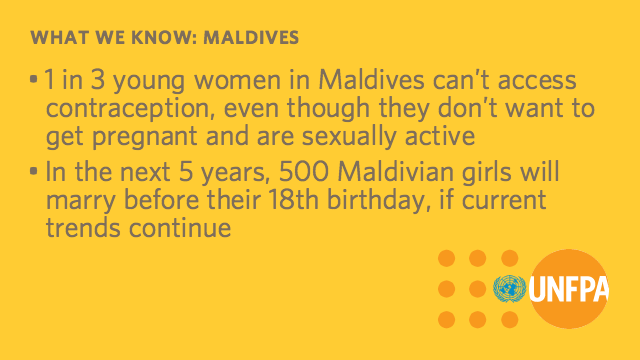 WHAT WE KNOW: MALDIVES
▪ 1 in 3 young women in Maldives can't access
contraception, even though they don't want to
get pregnant and are sexually active
▪ In the next 5 years, 500 Maldivian girls will
marry before their 18th birthday, if current
trends continue
UNFPA